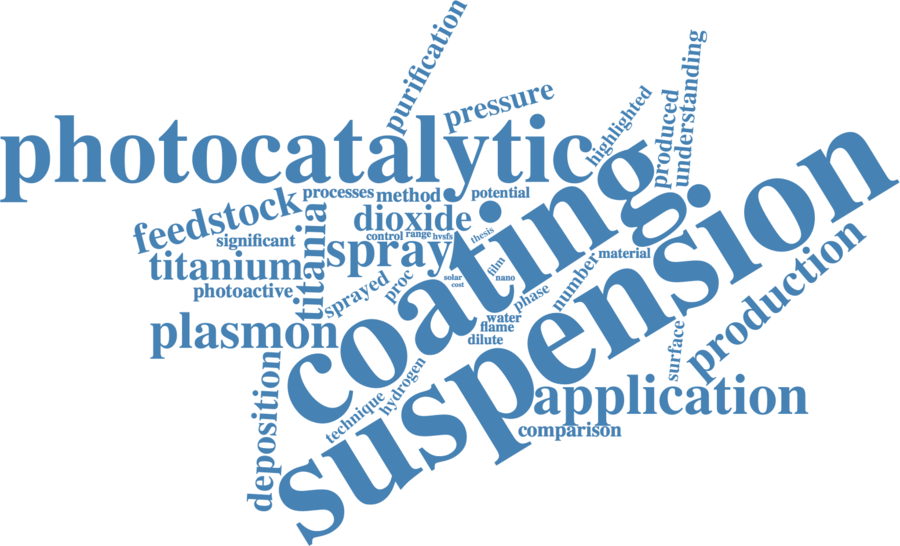 purification
pressure
understanding
highlighted
produced
photocatalytic
processes
method
potential
feedstock
dioxide
significant
control
range
hvsfs
thesis
titanium
titania
spray
coating
suspension
material
film
nano
solar
cost
photoactive
sprayed
proc
phase
number
production
plasmon
water
flame
dilute
surface
deposition
hydrogen
technique
application
comparison